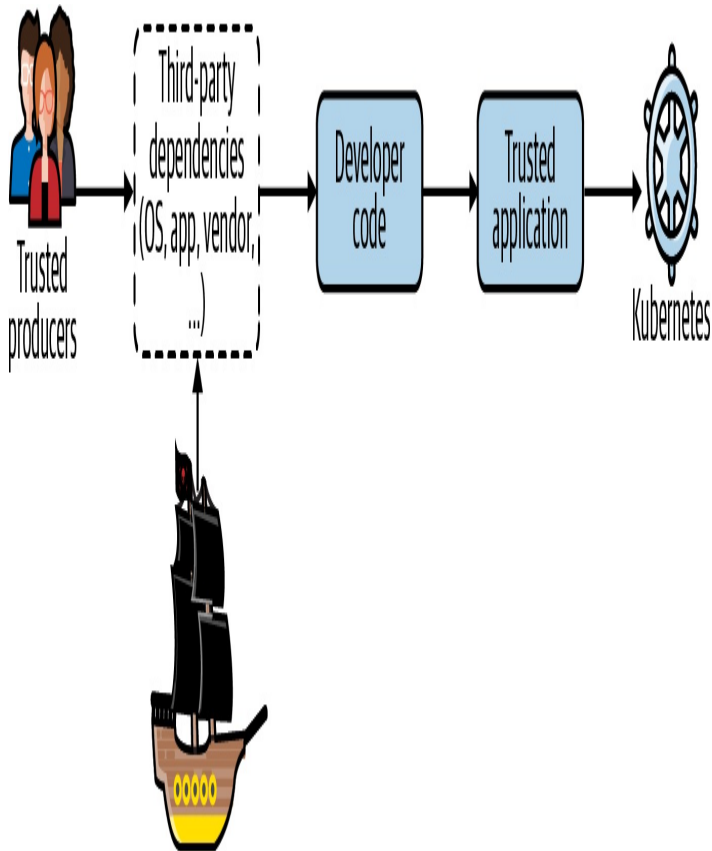 Third-party
dependencies
(OS, app, vendor,
...)
Developer
code
Trusted
application
Trusted
producers
Kubernetes